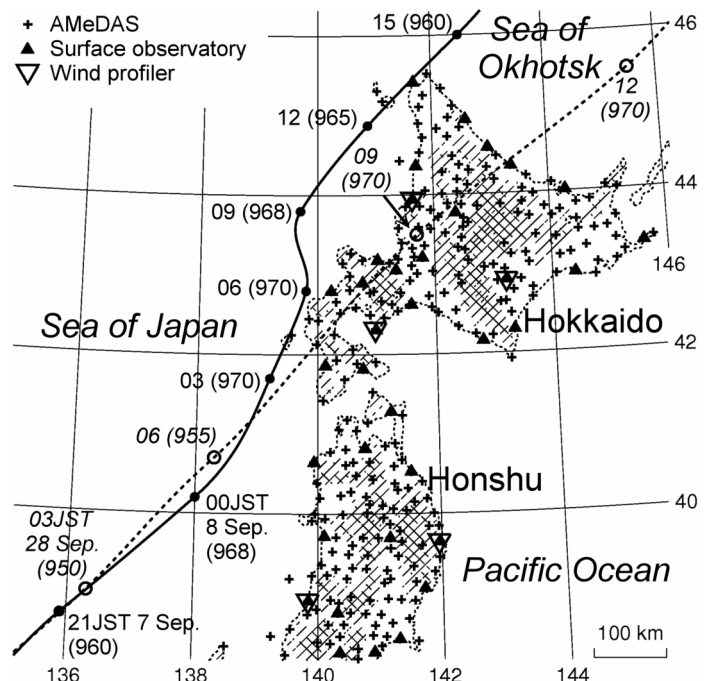 AMeDAS
Surface observatory
Wind profiler
15 (960)
Sea of
Okhotsk
46
12
(970)
12 (965)
09
(970)
44
09 (968)
146
06 (970)
Sea of Japan
Hokkaido
42
03 (970)
06 (955)
Honshu
00JST
8 Sep.
(968)
40
03JST
28 Sep.
(950)
Pacific Ocean
21JST 7 Sep.
(960)
100 km
136
138
140
142
144